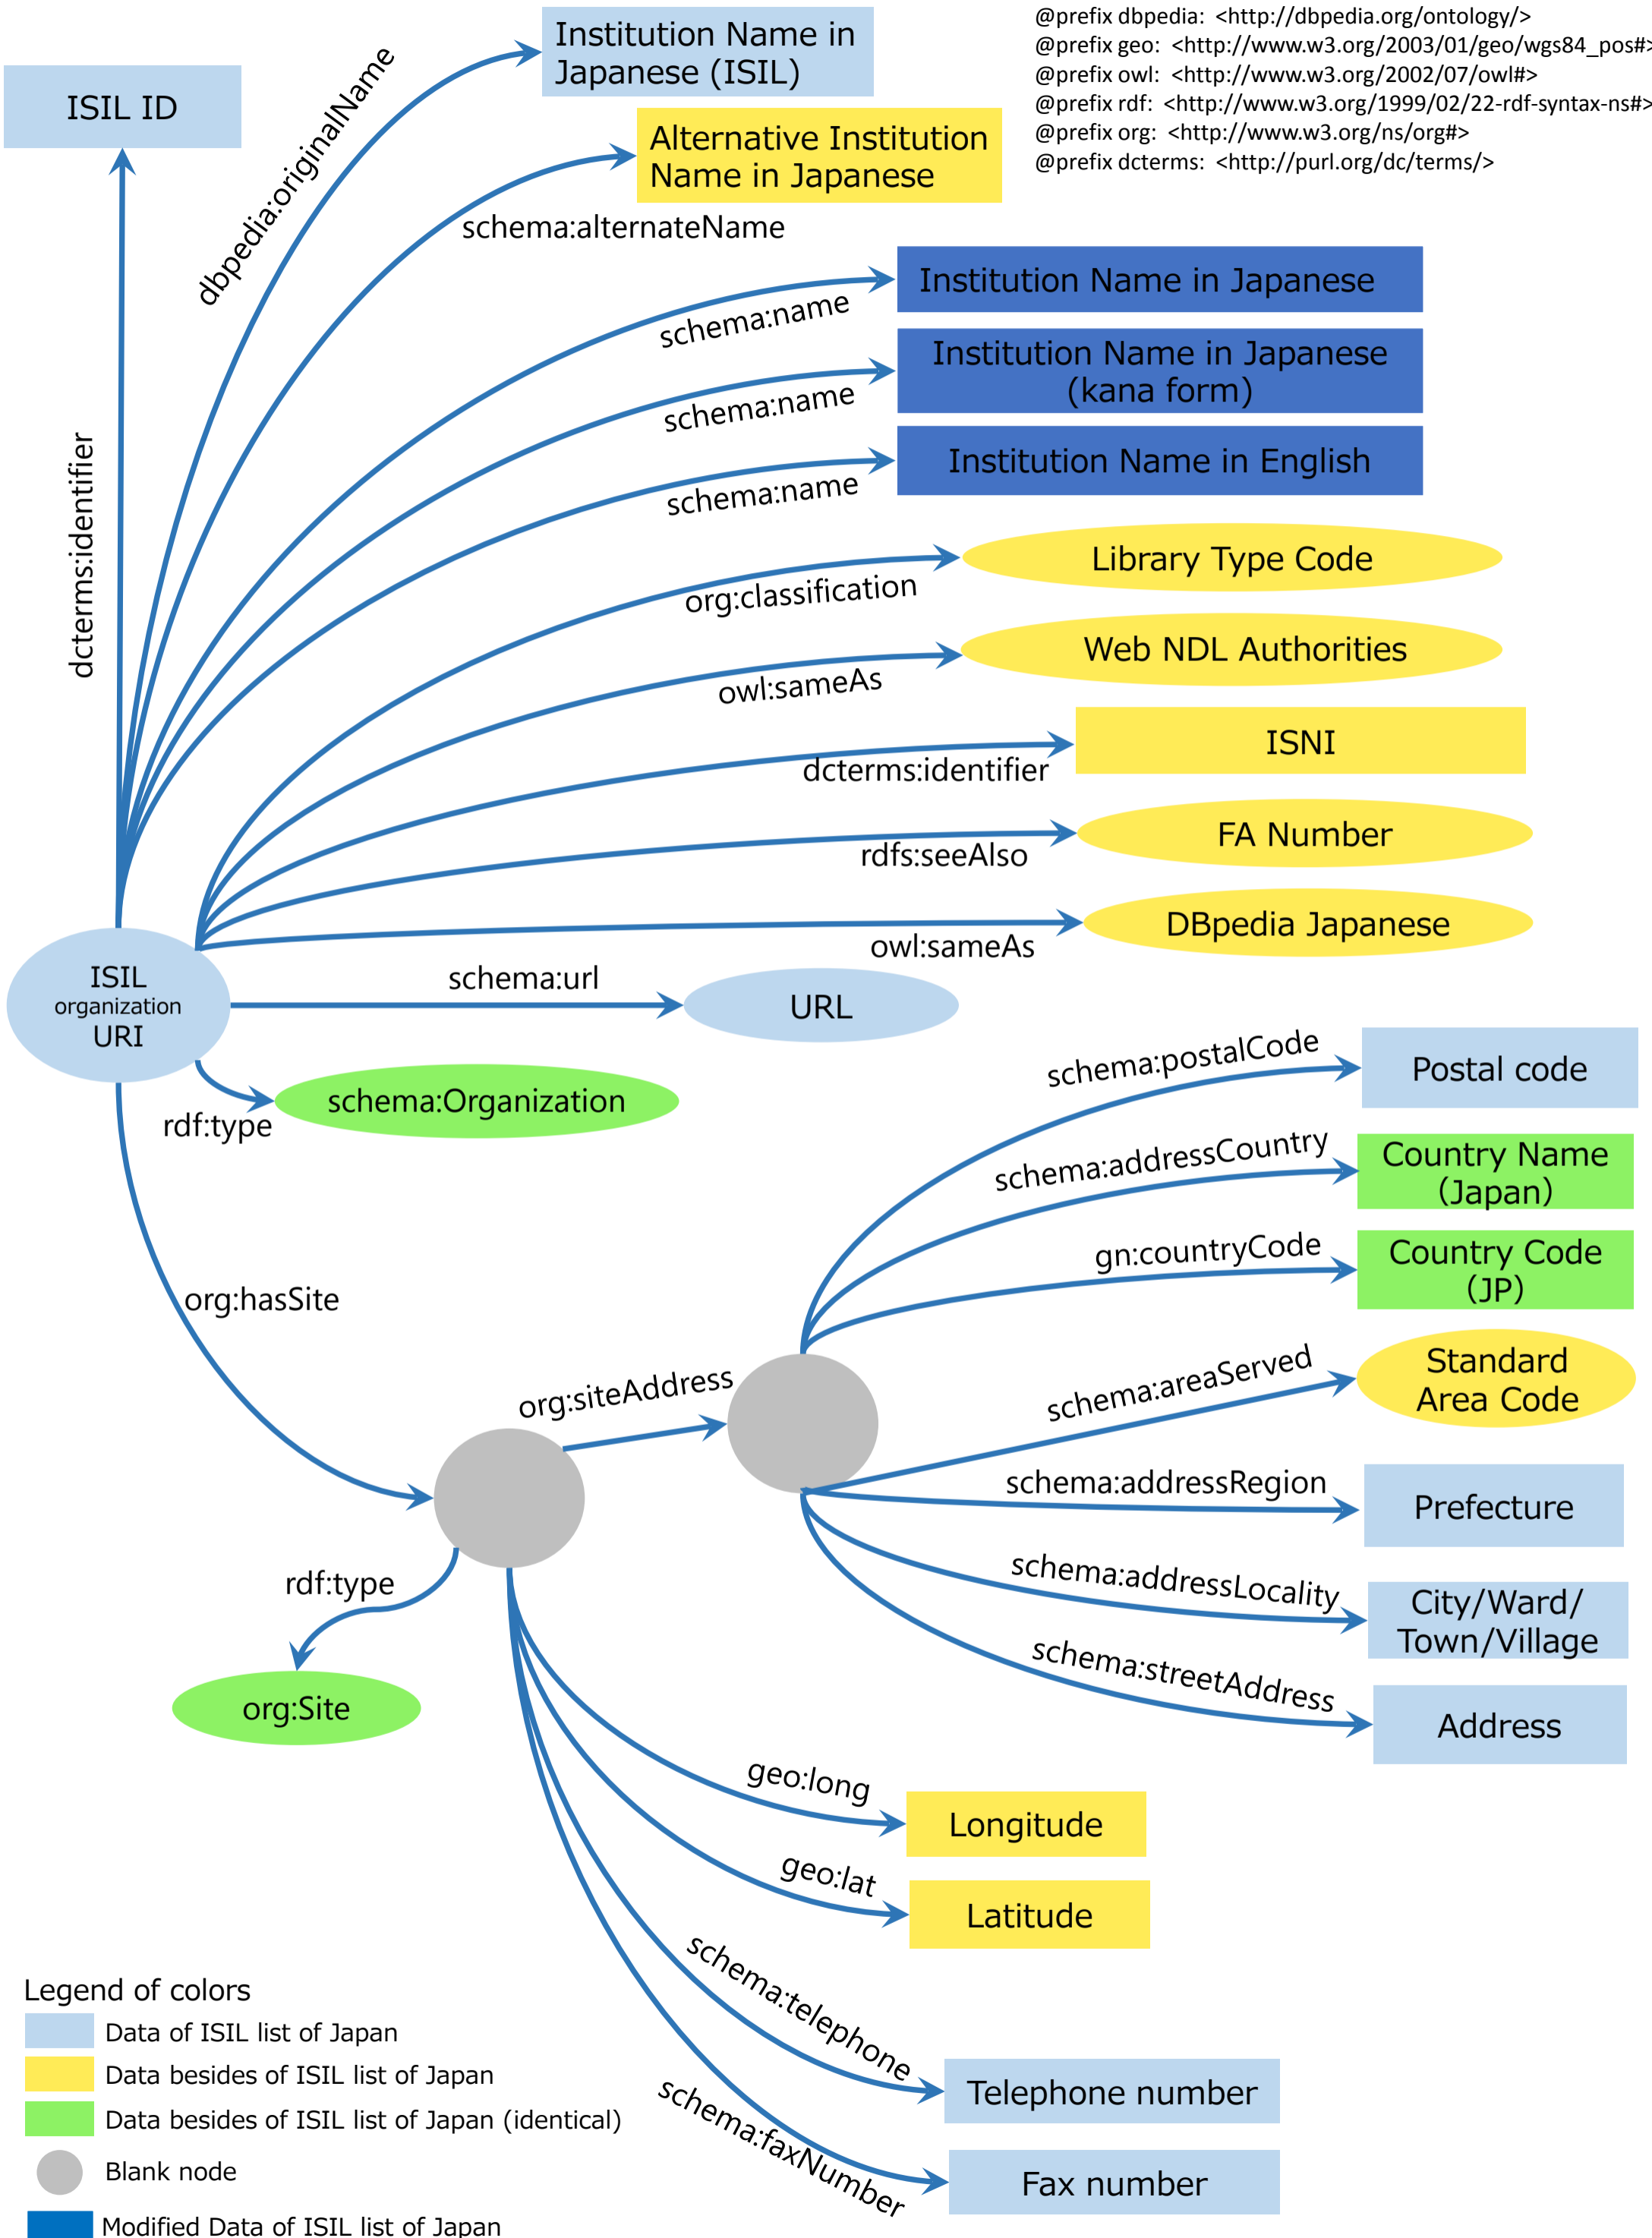 @prefix dbpedia: <http://dbpedia.org/ontology/>
@prefix geo: <http://www.w3.org/2003/01/geo/wgs84_pos#>
@prefix owl: <http://www.w3.org/2002/07/owl#>
@prefix rdf: <http://www.w3.org/1999/02/22-rdf-syntax-ns#>
@prefix org: <http://www.w3.org/ns/org#>
@prefix dcterms: <http://purl.org/dc/terms/>
ISIL ID
dcterms:identifier
dbpedia:originalName
Institution Name in
Japanese (ISIL)
schema:alternateName
Alternative Institution
Name in Japanese
schema:name
Institution Name in Japanese
schema:name
Institution Name in Japanese
(kana form)
schema:name
Institution Name in English
org:classification
Library Type Code
owl:sameAs
Web NDL Authorities
dcterms:identifier
ISNI
rdfs:seeAlso
FA Number
owl:sameAs
DBpedia Japanese
ISIL
organization
URI
schema:url
URL
rdf:type
schema:Organization
org:hasSite
org:siteAddress
schema:postalCode
Postal code
schema:addressCountry
Country Name
(Japan)
gn:countryCode
Country Code
(JP)
schema:areaServed
Standard
Area Code
schema:addressRegion
Prefecture
schema:addressLocality
City/Ward/
Town/Village
schema:streetAddress
Address
rdf:type
org:Site
geo:long
Longitude
geo:lat
Latitude
schema:telephone
Telephone number
schema:faxNumber
Fax number
Legend of colors
Data of ISIL list of Japan
Data besides of ISIL list of Japan
Data besides of ISIL list of Japan (identical)
Blank node
Modified Data of ISIL list of Japan